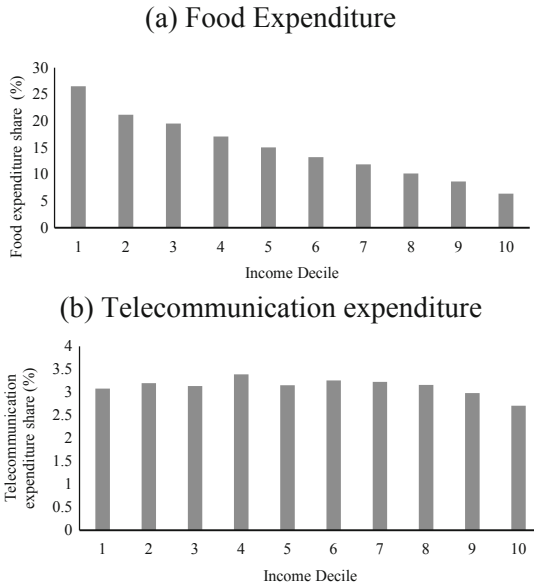 (a) Food Expenditure
Food expenditure share (%)
30
25
20
15
10
5
0
1 2 3 4 5 6 7 8 9 10
Income Decile
(b) Telecommunication expenditure
Telecommunication
expenditure share (%)
4
3.5
3
2.5
2
1.5
1
0.5
0
1 2 3 4 5 6 7 8 9 10
Income Decile